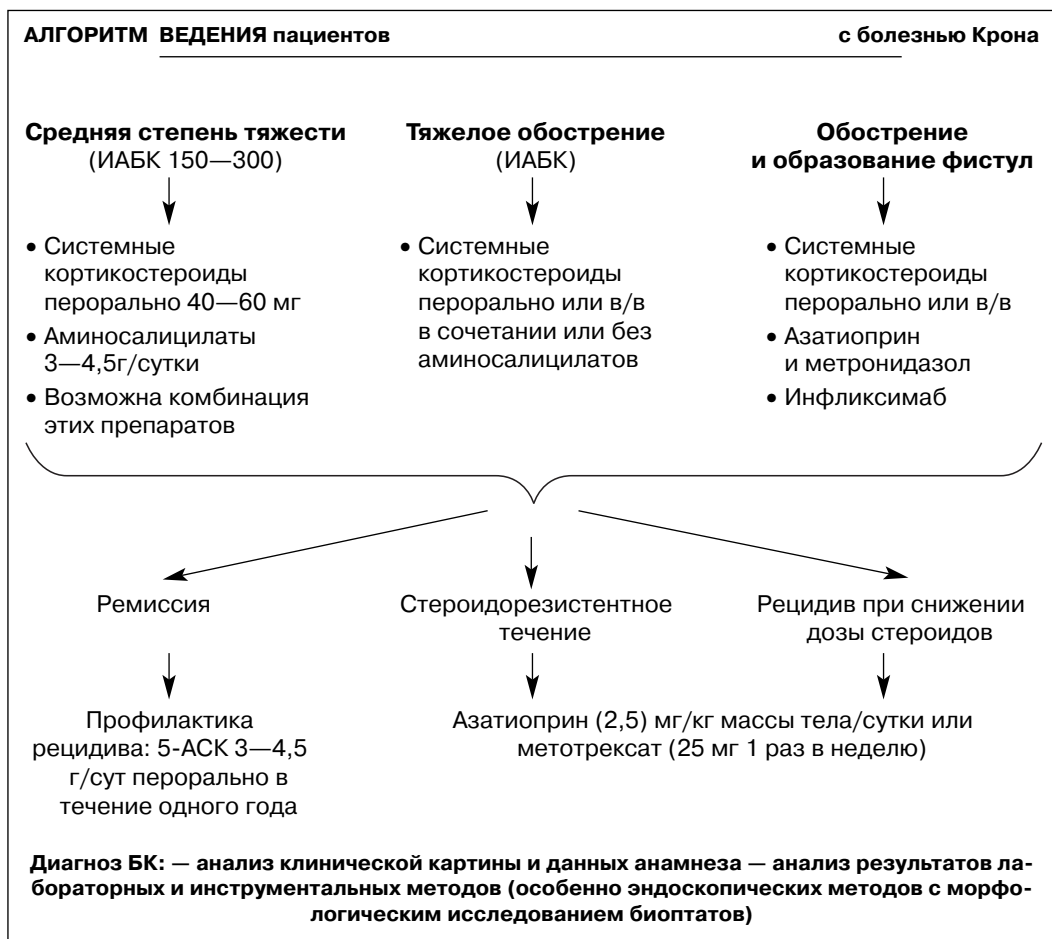 АЛГОРИТМ ВЕДЕНИЯ пациентов с болезнью Крона
Средняя степень тяжести
(ИАБК 150—300)
• Системные
кортикостероиды
перорально 40—60 мг
• Аминосалицилаты
3—4,5г/сутки
• Возможна комбинация
этих препаратов
Тяжелое обострение
(ИАБК)
• Системные
кортикостероиды
перорально или в/в
в сочетании или без
аминосалицилатов
Обострение
и образование фистул
• Системные
кортикостероиды
перорально или в/в
• Азатиоприн
и метронидазол
• Инфликсимаб
Ремиссия
Стероидорезистентное
течение
Рецидив при снижении
дозы стероидов
Профилактика
рецидива: 5-АСК 3—4,5
г/сут перорально в
течение одного года
Азатиоприн (2,5) мг/кг массы тела/сутки или
метотрексат (25 мг 1 раз в неделю)
Диагноз БК: — анализ клинической картины и данных анамнеза — анализ результатов ла-
бораторных и инструментальных методов (особенно эндоскопических методов с морфо-
логическим исследованием биоптатов)